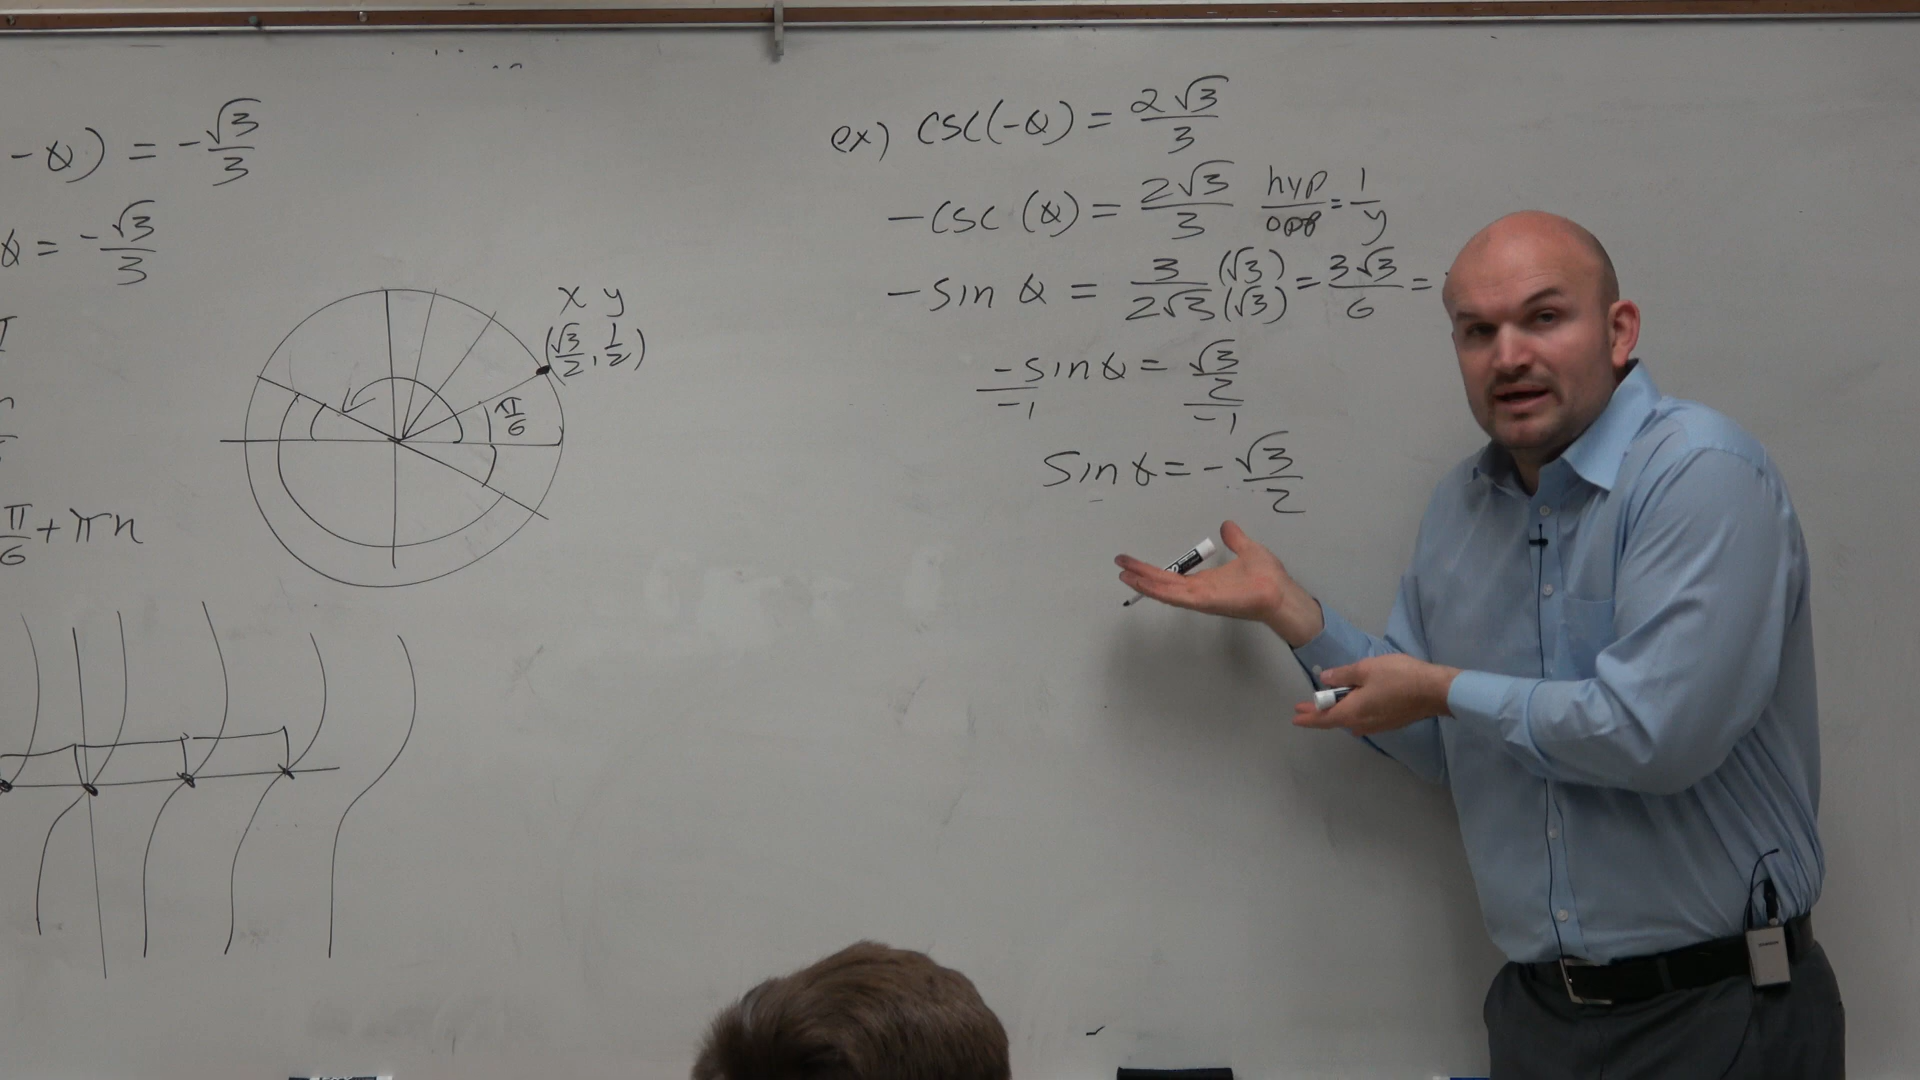 -θ) = -√3/3
θ = -√3/3
π/6 + πn
x y
(√3/2, 1/2)
π/6
ex) csc(-θ) = 2√3/3
-csc(θ) = 2√3/3 hyp/opp = 1/y
-sin θ = 3/2√3 (√3)/(√3) = 3√3/6 =
-sin θ/-1 = √3/2/-1
sin θ = -√3/2